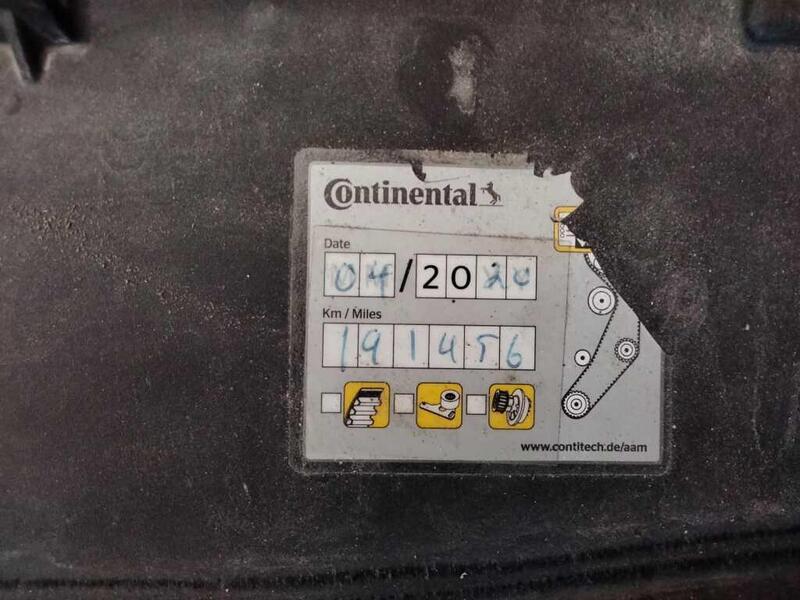 Continental
Date
04/2020
Km / Miles
191456
www.contitech.de/aam